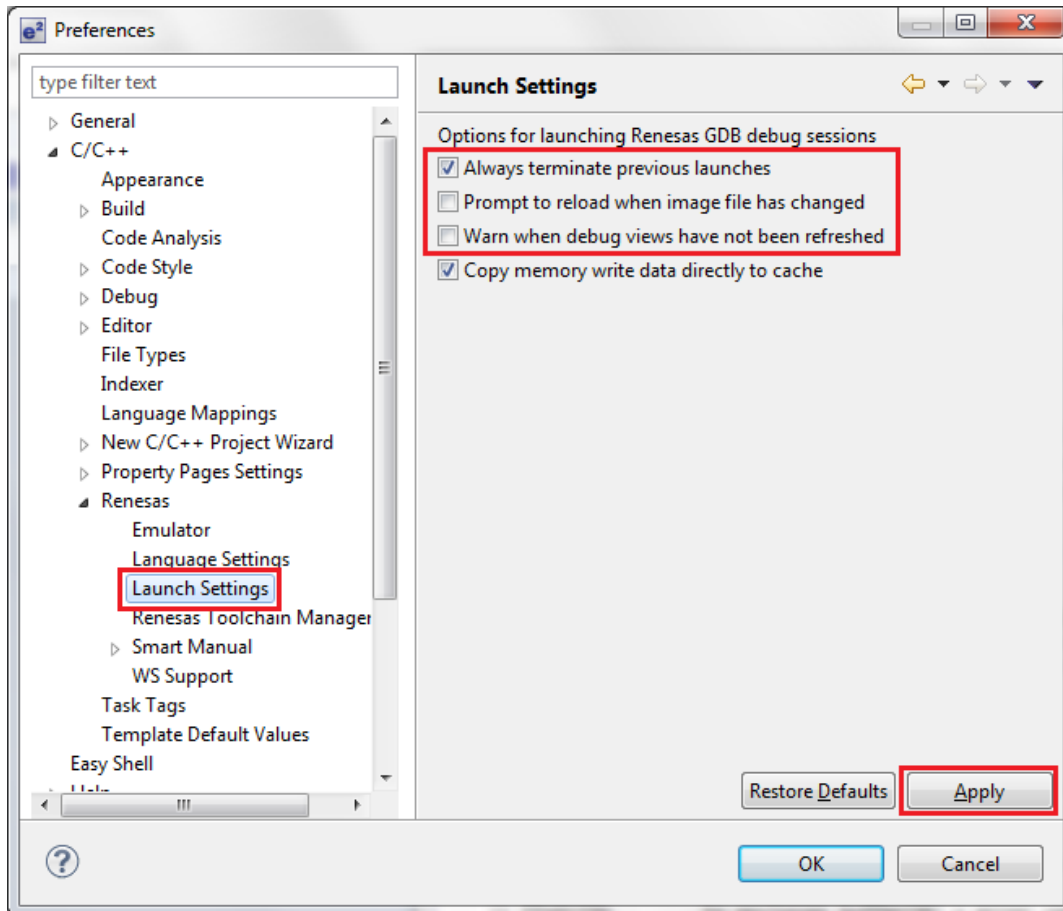 e² Preferences
type filter text
General
C/C++
Appearance
Build
Code Analysis
Code Style
Debug
Editor
File Types
Indexer
Language Mappings
New C/C++ Project Wizard
Property Pages Settings
Renesas
Emulator
Language Settings
Launch Settings
Renesas Toolchain Manager
Smart Manual
WS Support
Task Tags
Template Default Values
Easy Shell
Help
Launch Settings
Options for launching Renesas GDB debug sessions
Always terminate previous launches
Prompt to reload when image file has changed
Warn when debug views have not been refreshed
Copy memory write data directly to cache
Restore Defaults
Apply
OK
Cancel